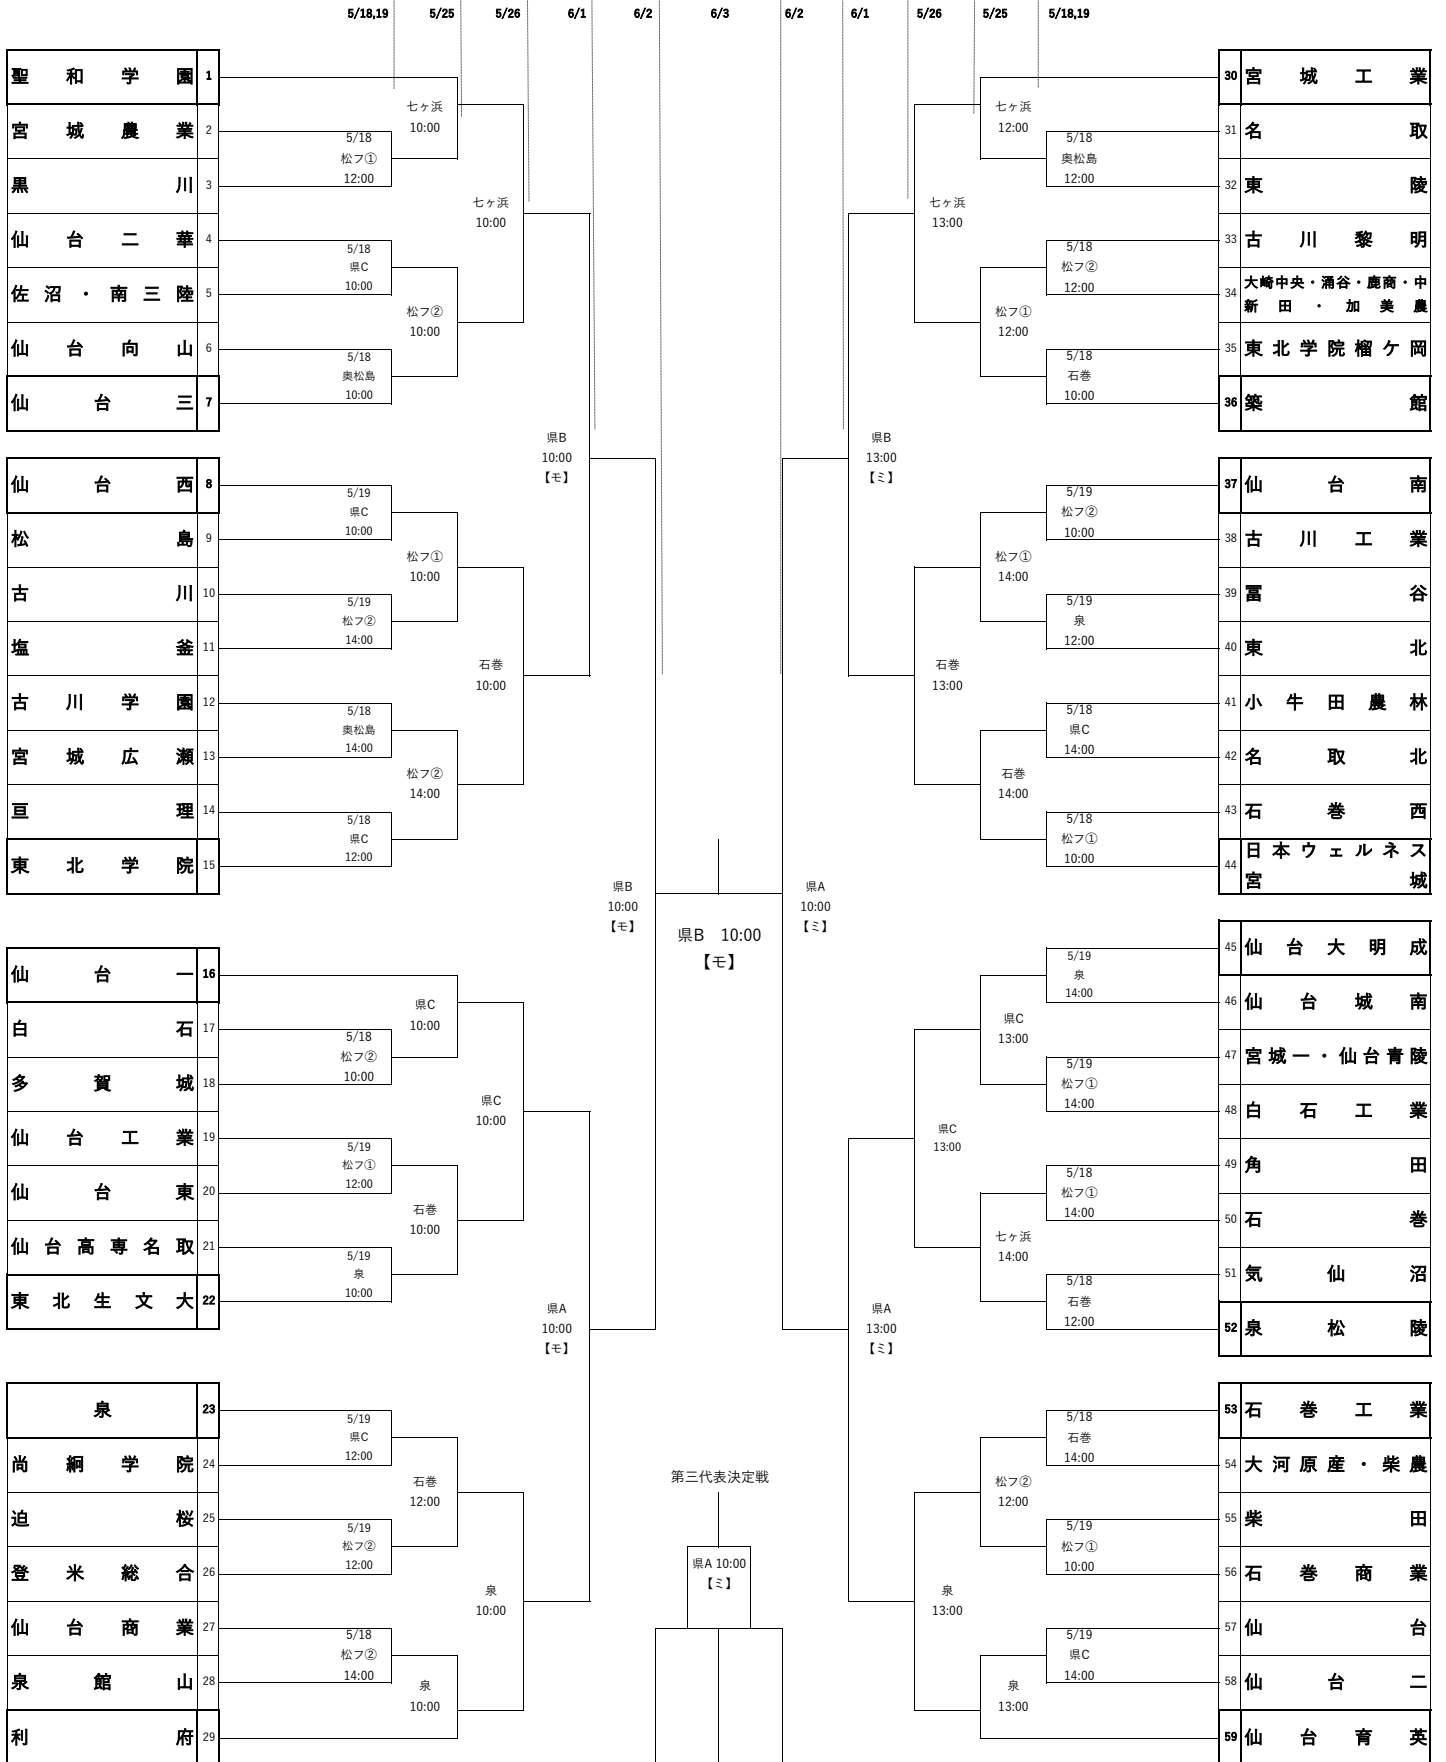 5/18,19 5/25 5/26 6/1 6/2 6/3 6/2 6/1 5/26 5/25 5/18,19
聖和学園 1
宮城農業 2
黒川 3
仙台二華 4
佐沼・南三陸 5
仙台向山 6
仙台三 7
仙台西 8
松島 9
古川 10
塩釜 11
古川学園 12
宮城広瀬 13
亘理 14
東北学院 15
仙台一 16
白石 17
多賀城 18
仙台工業 19
仙台東 20
仙台高専名取 21
東北生文大 22
泉 23
尚絅学院 24
迫桜 25
登米総合 26
仙台商業 27
泉館山 28
利府 29
5/18
松フ①
12:00
5/18
県C
10:00
5/18
奥松島
10:00
5/19
県C
10:00
5/19
松フ②
14:00
5/18
奥松島
14:00
5/18
県C
12:00
5/18
松フ②
10:00
5/19
松フ①
12:00
5/19
泉
10:00
5/19
県C
12:00
5/19
松フ②
12:00
5/18
松フ②
14:00
七ヶ浜
10:00
松フ②
10:00
松フ①
10:00
松フ②
14:00
県C
10:00
石巻
10:00
石巻
12:00
泉
10:00
七ヶ浜
10:00
石巻
10:00
県C
10:00
泉
10:00
県B
10:00
【モ】
県A
10:00
【モ】
県B
10:00
【モ】
県B 10:00
【モ】
第三代表決定戦
県A 10:00
【ミ】
県A
10:00
【ミ】
県B
13:00
【ミ】
県A
13:00
【ミ】
七ヶ浜
13:00
石巻
13:00
県C
13:00
泉
13:00
七ヶ浜
12:00
松フ①
12:00
松フ①
14:00
石巻
14:00
県C
13:00
七ヶ浜
14:00
松フ②
12:00
泉
13:00
5/18
奥松島
12:00
5/18
松フ②
12:00
5/18
石巻
10:00
5/19
松フ②
10:00
5/19
泉
12:00
5/18
県C
14:00
5/18
松フ①
10:00
5/19
泉
14:00
5/19
松フ①
14:00
5/18
松フ①
14:00
5/18
石巻
12:00
5/18
石巻
14:00
5/19
松フ①
10:00
5/19
県C
14:00
30 宮城工業
31 名取
32 東陵
33 古川黎明
34 大崎中央・涌谷・鹿商・中
新田・加美農
35 東北学院榴ケ岡
36 築館
37 仙台南
38 古川工業
39 冨谷
40 東北
41 小牛田農林
42 名取北
43 石巻西
44 日本ウェルネス
宮城
45 仙台大明成
46 仙台城南
47 宮城一・仙台青陵
48 白石工業
49 角田
50 石巻
51 気仙沼
52 泉松陵
53 石巻工業
54 大河原産・柴農
55 柴田
56 石巻商業
57 仙台
58 仙台二
59 仙台育英